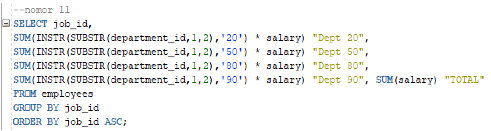 --nomor 11
SELECT job_id,
SUM(INSTR(SUBSTR(department_id,1,2),'20') * salary) "Dept 20",
SUM(INSTR(SUBSTR(department_id,1,2),'50') * salary) "Dept 50",
SUM(INSTR(SUBSTR(department_id,1,2),'80') * salary) "Dept 80",
SUM(INSTR(SUBSTR(department_id,1,2),'90') * salary) "Dept 90", SUM(salary) "TOTAL"
FROM employees
GROUP BY job_id
ORDER BY job_id ASC;